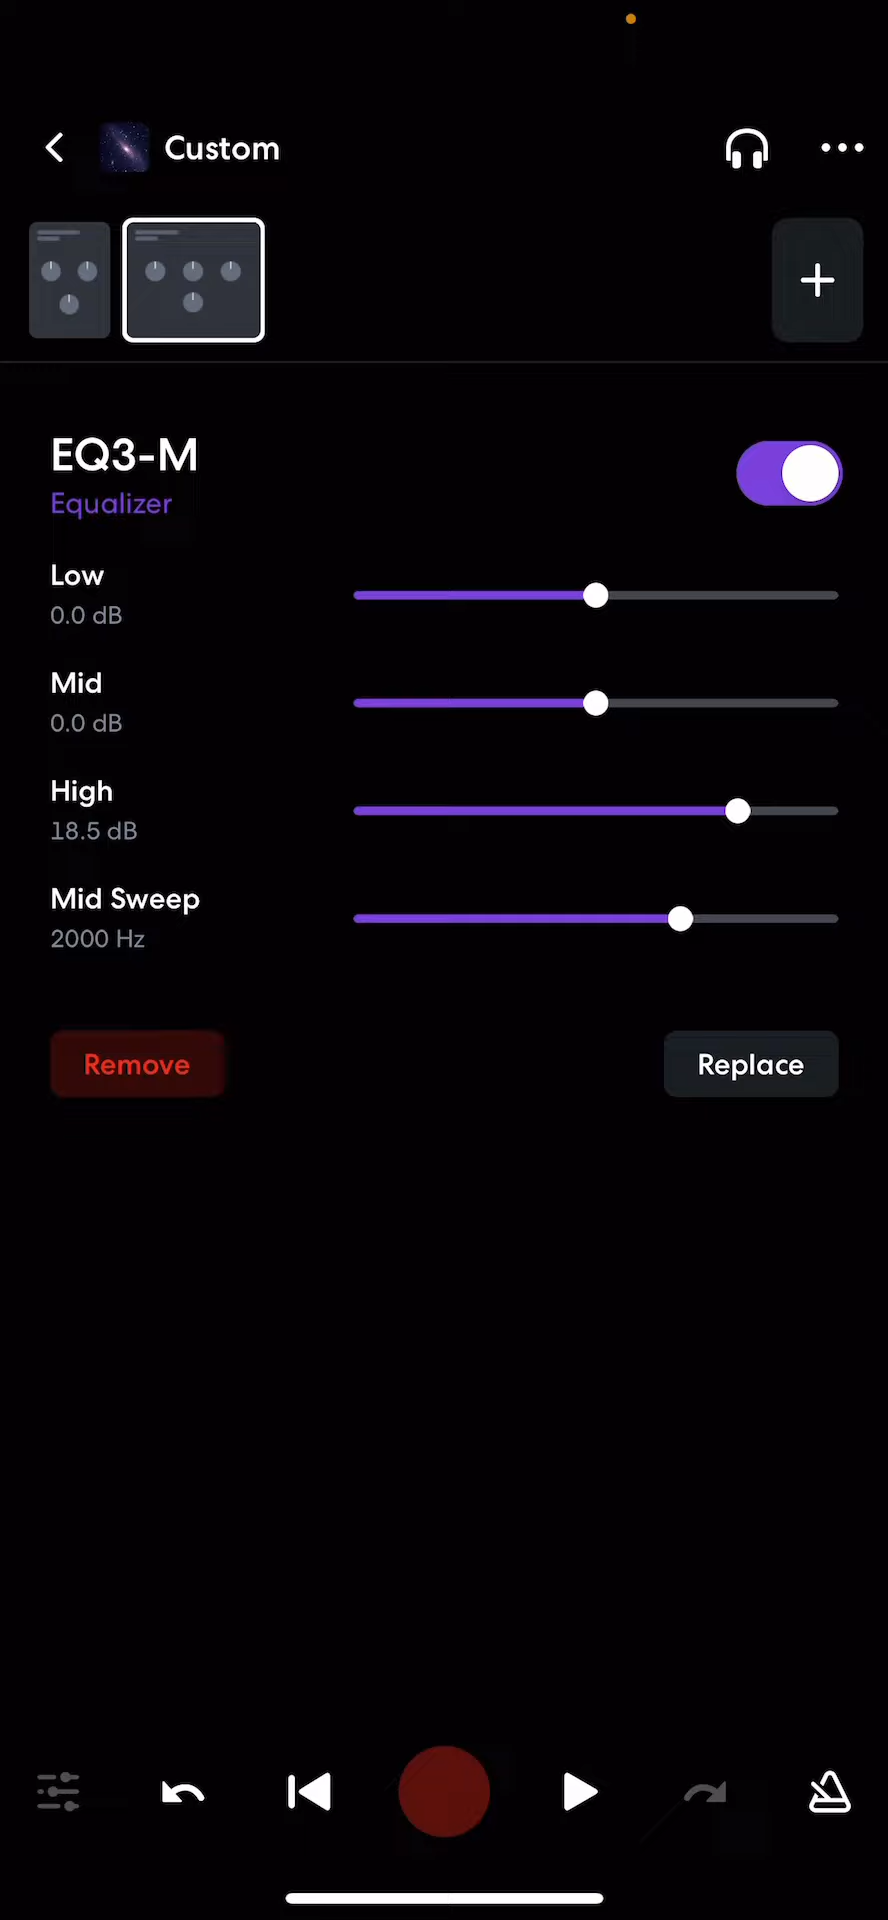 Custom
EQ3-M
Equalizer
Low
0.0 dB
Mid
0.0 dB
High
18.5 dB
Mid Sweep
2000 Hz
Remove
Replace